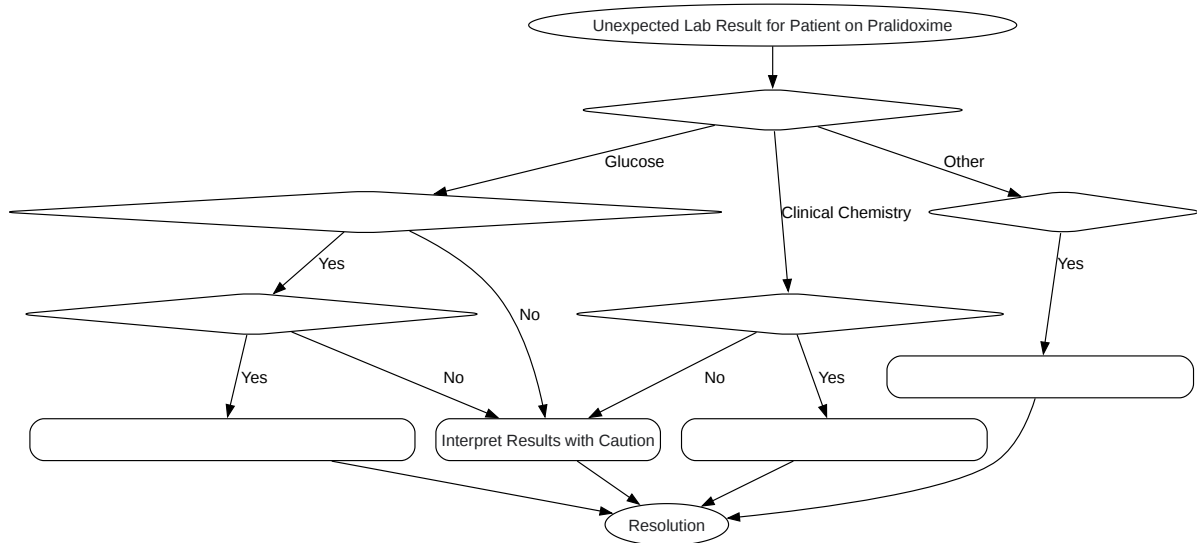 Unexpected Lab Result for Patient on Pralidoxime
Glucose
Other
Clinical Chemistry
Yes
Yes
No
Yes
No
No
Yes
Interpret Results with Caution
Resolution